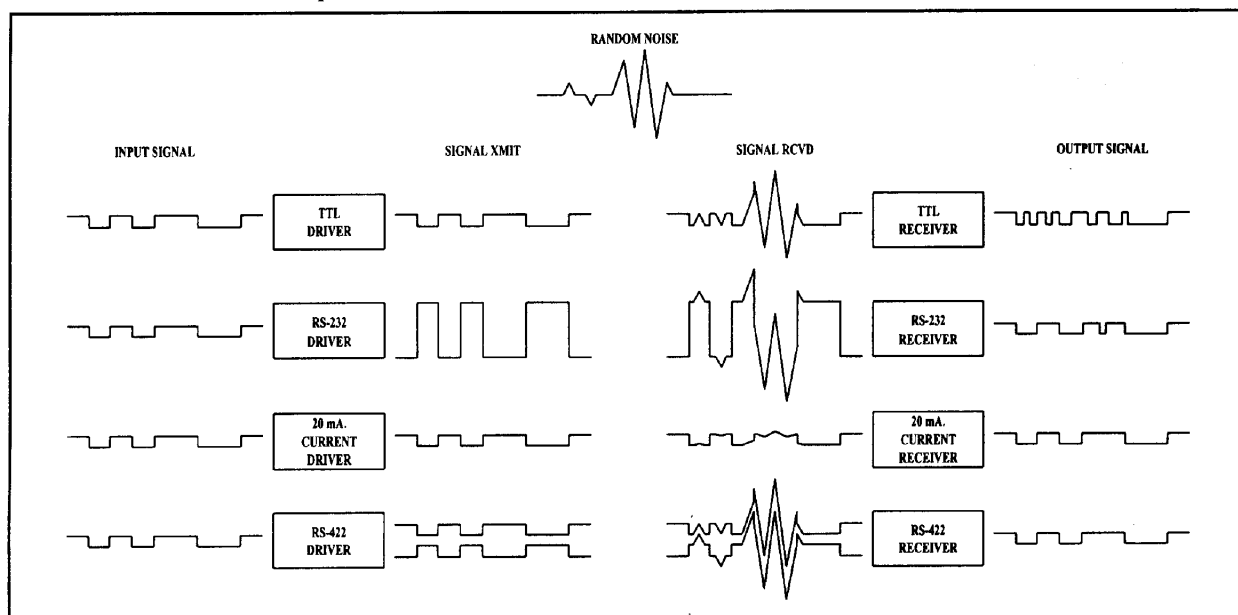 RANDOM NOISE
INPUT SIGNAL
SIGNAL XMIT
SIGNAL RCVD
OUTPUT SIGNAL
TTL
DRIVER
TTL
RECEIVER
RS-232
DRIVER
RS-232
RECEIVER
20 mA.
CURRENT
DRIVER
20 mA.
CURRENT
RECEIVER
RS-422
DRIVER
RS-422
RECEIVER